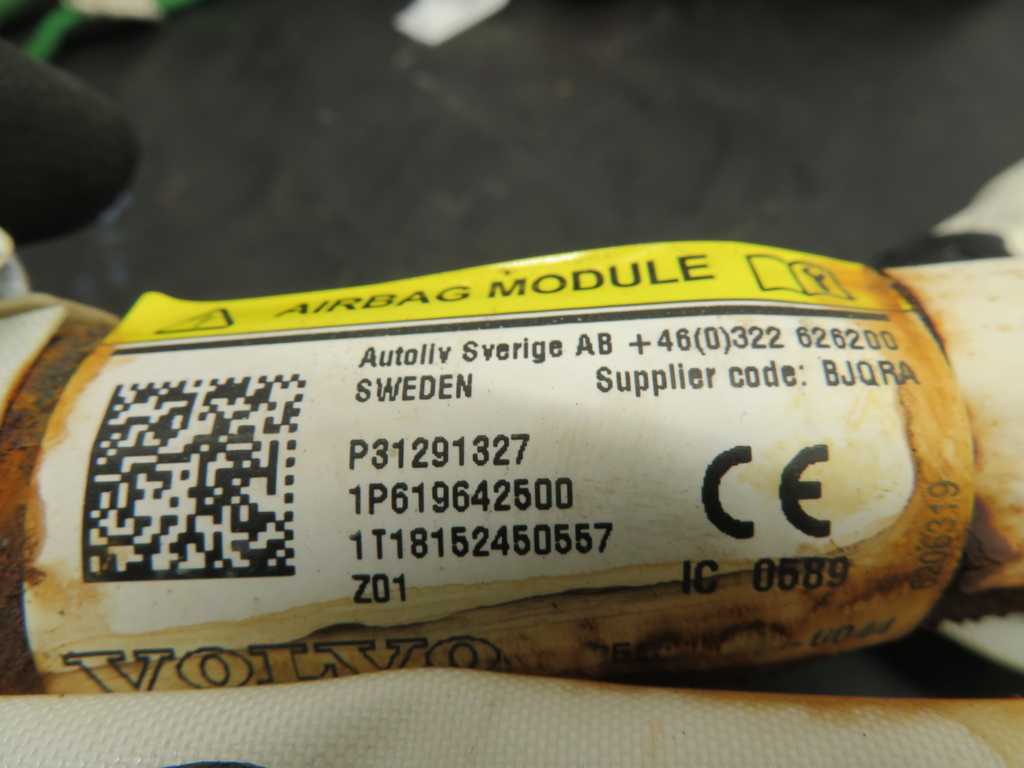 AIRBAG MODULE
Autoliv Sverige AB +46(0)322 626200
SWEDEN Supplier code: BJQRA
P31291327
1P619642500
1T18152450557
Z01
IC 0589
VOLVO